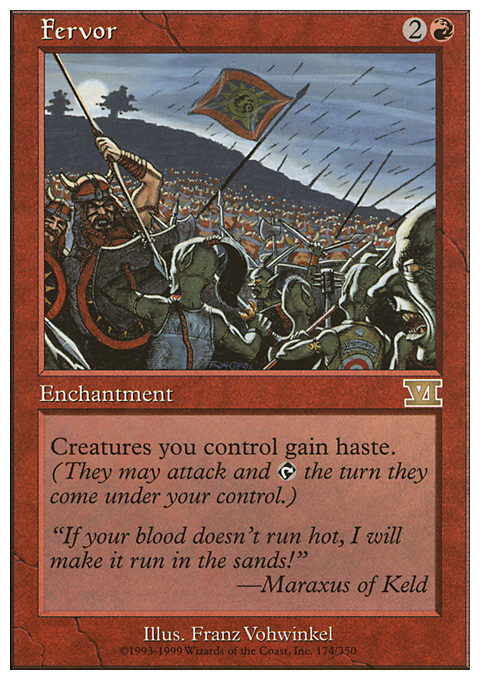 Fervor 2
Enchantment VI
Creatures you control gain haste.
(They may attack and the turn they
come under your control.)
“If your blood doesn’t run hot, I will
make it run in the sands!”
—Maraxus of Keld
Illus. Franz Vohwinkel
©1993-1999 Wizards of the Coast, Inc. 174/350